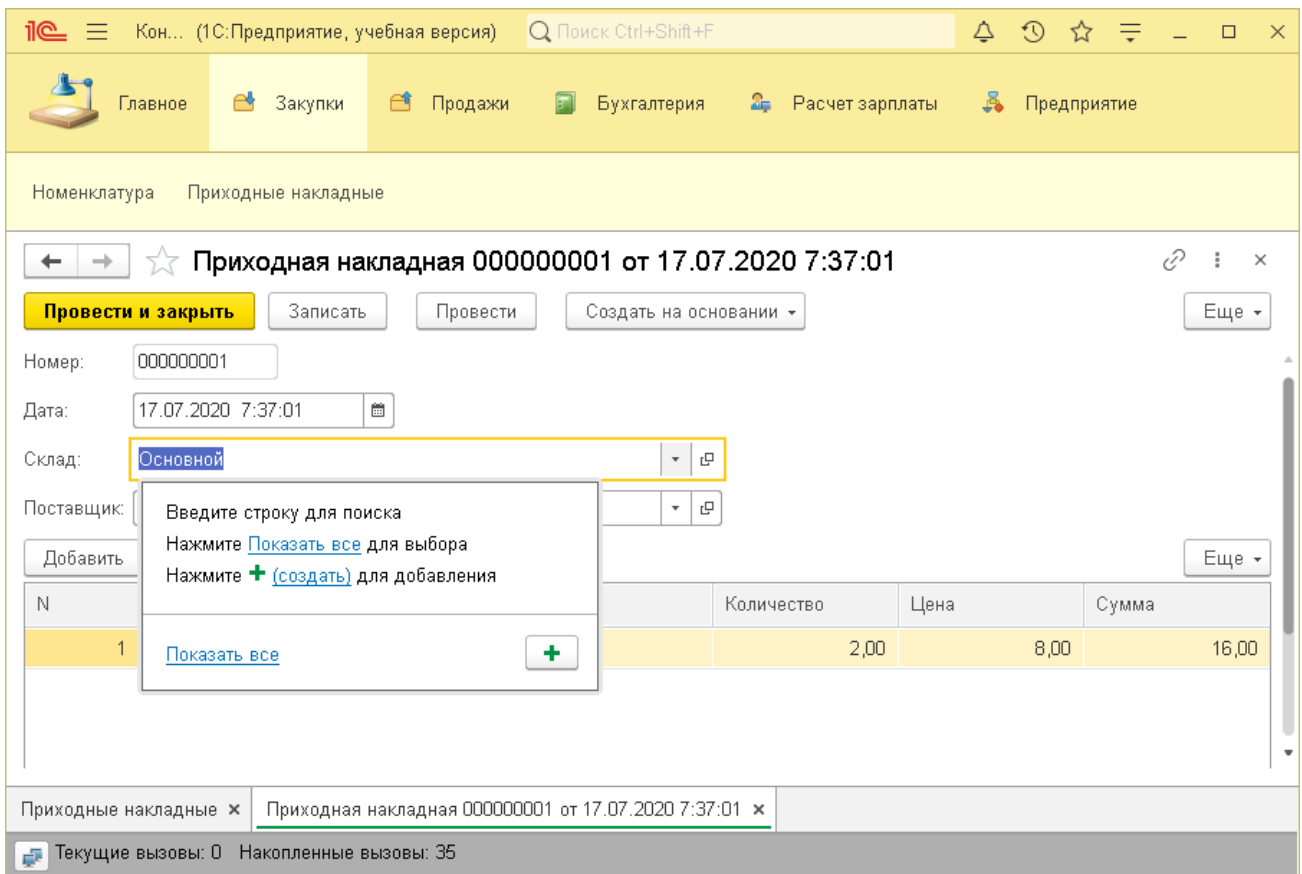 1С Кон... (1С:Предприятие, учебная версия) Поиск Ctrl+Shift+F
Главное Закупки Продажи Бухгалтерия Расчет зарплаты Предприятие
Номенклатура Приходные накладные
Приходная накладная 000000001 от 17.07.2020 7:37:01
Провести и закрыть Записать Провести Создать на основании Еще
Номер: 000000001
Дата: 17.07.2020 7:37:01
Склад: Основной
Поставщик:
Введите строку для поиска
Нажмите Показать все для выбора
Нажмите + (создать) для добавления
Показать все
Добавить Еще
N Количество Цена Сумма
1 2,00 8,00 16,00
Приходные накладные Приходная накладная 000000001 от 17.07.2020 7:37:01
Текущие вызовы: 0 Накопленные вызовы: 35